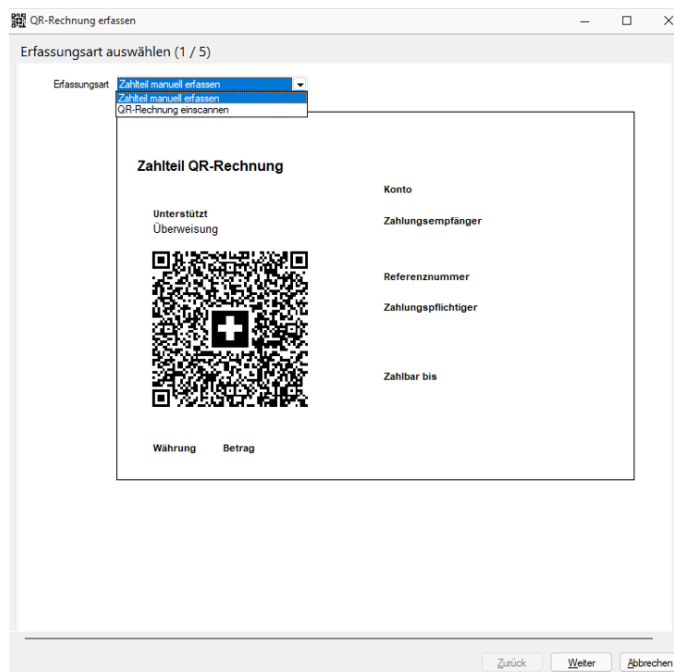 QR-Rechnung erfassen
Erfassungsart auswählen (1 / 5)
Erfassungsart Zahlteil manuell erfassen
Zahlteil manuell erfassen
QR-Rechnung einscannen
Zahlteil QR-Rechnung
Konto
Unterstützt
Überweisung
Zahlungsempfänger
Referenznummer
Zahlungspflichtiger
Zahlbar bis
Währung Betrag
Zurück Weiter Abbrechen